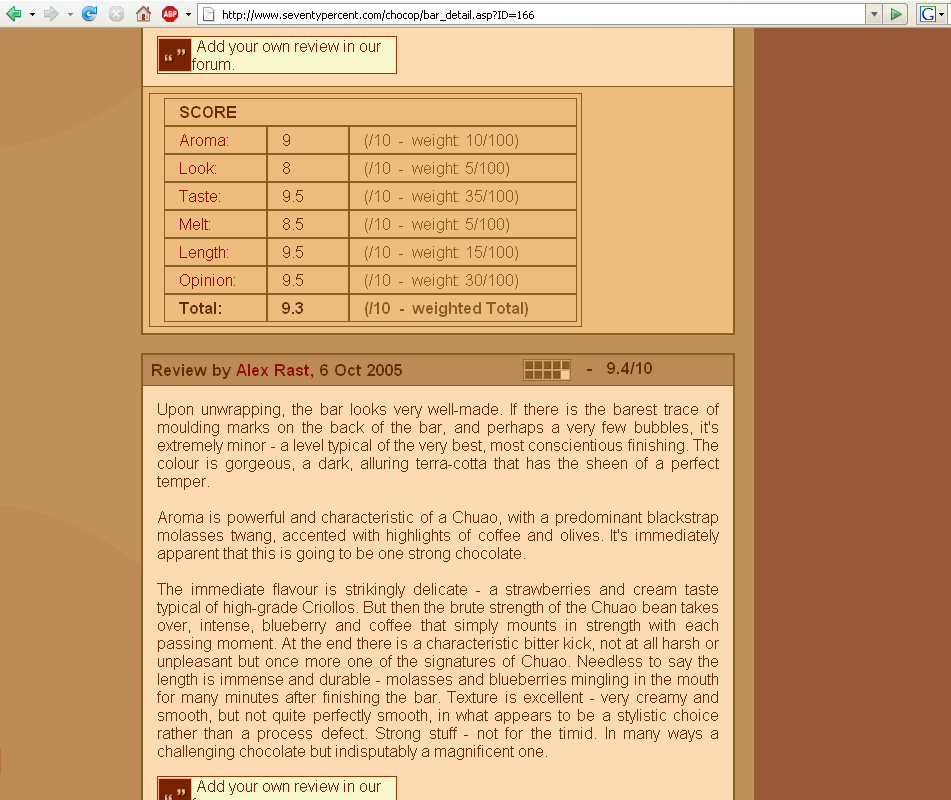 ABP
http://www.seventypercent.com/chocop/bar_detail.asp?ID=166
G
Add your own review in our
forum.
SCORE
Aroma: 9 (/10 - weight: 10/100)
Look: 8 (/10 - weight: 5/100)
Taste: 9.5 (/10 - weight: 35/100)
Melt: 8.5 (/10 - weight: 5/100)
Length: 9.5 (/10 - weight: 15/100)
Opinion: 9.5 (/10 - weight: 30/100)
Total: 9.3 (/10 - weighted Total)
Review by Alex Rast, 6 Oct 2005 - 9.4/10
Upon unwrapping, the bar looks very well-made. If there is the barest trace of
moulding marks on the back of the bar, and perhaps a very few bubbles, it's
extremely minor - a level typical of the very best, most conscientious finishing. The
colour is gorgeous, a dark, alluring terra-cotta that has the sheen of a perfect
temper.
Aroma is powerful and characteristic of a Chuao, with a predominant blackstrap
molasses twang, accented with highlights of coffee and olives. It's immediately
apparent that this is going to be one strong chocolate.
The immediate flavour is strikingly delicate - a strawberries and cream taste
typical of high-grade Criollos. But then the brute strength of the Chuao bean takes
over, intense, blueberry and coffee that simply mounts in strength with each
passing moment. At the end there is a characteristic bitter kick, not at all harsh or
unpleasant but once more one of the signatures of Chuao. Needless to say the
length is immense and durable - molasses and blueberries mingling in the mouth
for many minutes after finishing the bar. Texture is excellent - very creamy and
smooth, but not quite perfectly smooth, in what appears to be a stylistic choice
rather than a process defect. Strong stuff - not for the timid. In many ways a
challenging chocolate but indisputably a magnificent one.
Add your own review in our